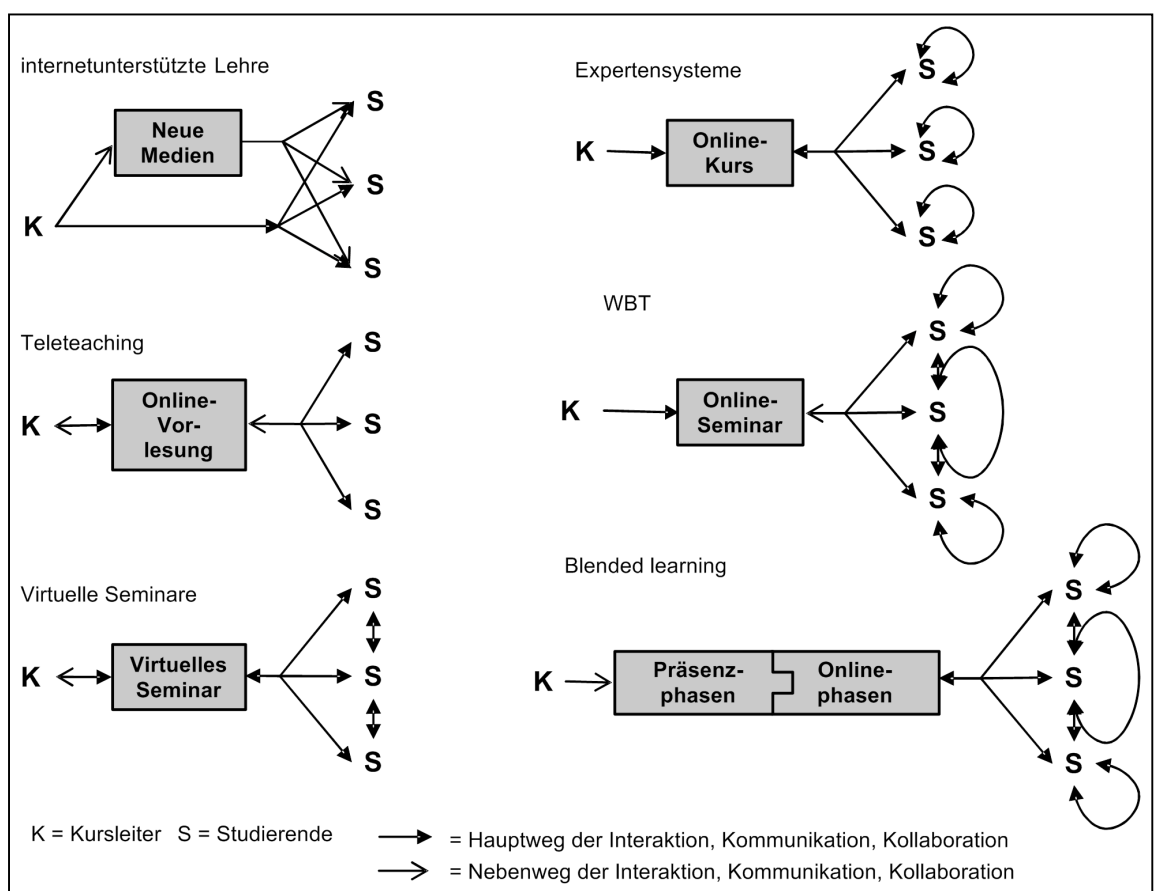 internetunterstützte Lehre
Neue
Medien
K
S
S
S
Teleteaching
K
Online-
Vor-
lesung
S
S
S
Virtuelle Seminare
K
Virtuelles
Seminar
S
S
S
Expertensysteme
K
Online-
Kurs
S
S
S
WBT
K
Online-
Seminar
S
S
S
Blended learning
K
Präsenz-
phasen
Online-
phasen
S
S
S
K = Kursleiter S = Studierende
= Hauptweg der Interaktion, Kommunikation, Kollaboration
= Nebenweg der Interaktion, Kommunikation, Kollaboration